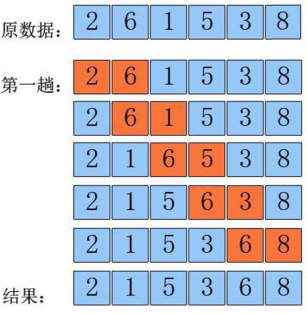 原数据： 2 6 1 5 3 8
第一趟： 2 6 1 5 3 8
2 6 1 5 3 8
2 1 6 5 3 8
2 1 5 6 3 8
2 1 5 3 6 8
结果： 2 1 5 3 6 8